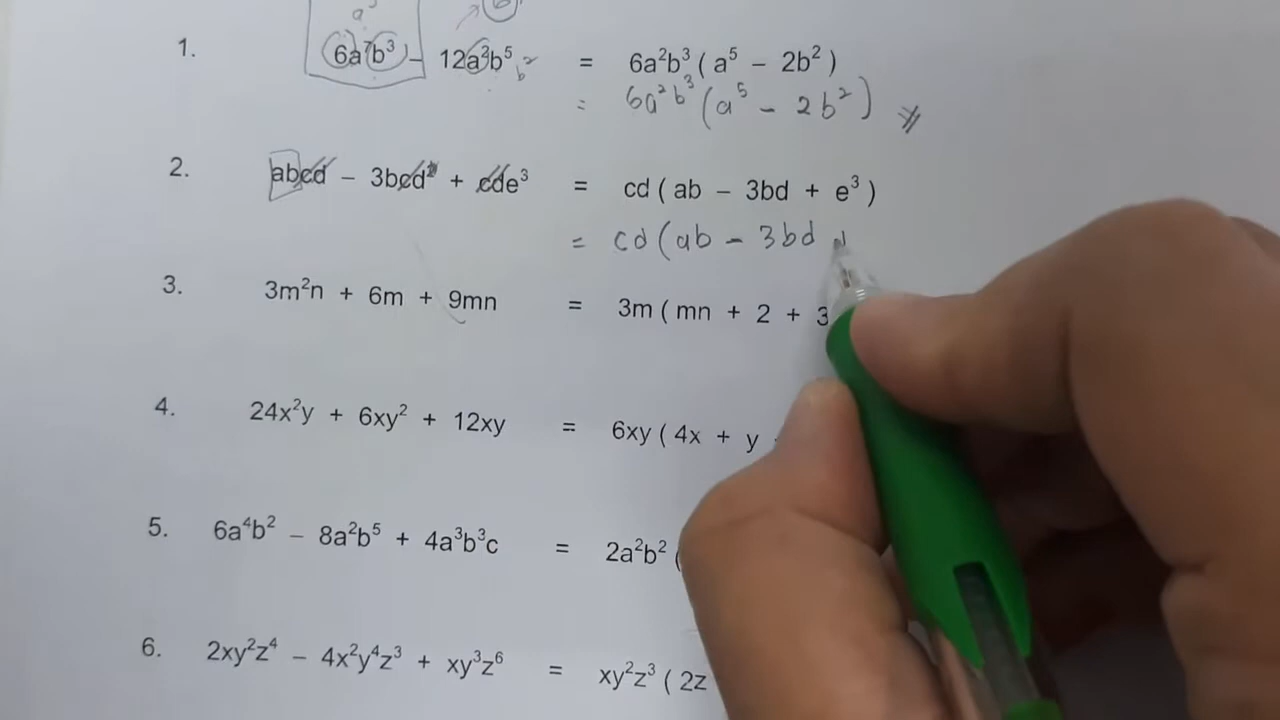 1. 6a⁷b³ – 12a²b⁵ = 6a²b³ ( a⁵ – 2b² )
b²
= 6a²b³ (a⁵ – 2b²)
2. abcd – 3bcd² + cde³ = cd ( ab – 3bd + e³ )
= cd (ab – 3bd
3. 3m²n + 6m + 9mn = 3m ( mn + 2 + 3
4. 24x²y + 6xy² + 12xy = 6xy ( 4x + y
5. 6a⁴b² – 8a²b⁵ + 4a³b³c = 2a²b² (
6. 2xy²z⁴ – 4x²y⁴z³ + xy³z⁶ = xy²z³ ( 2z